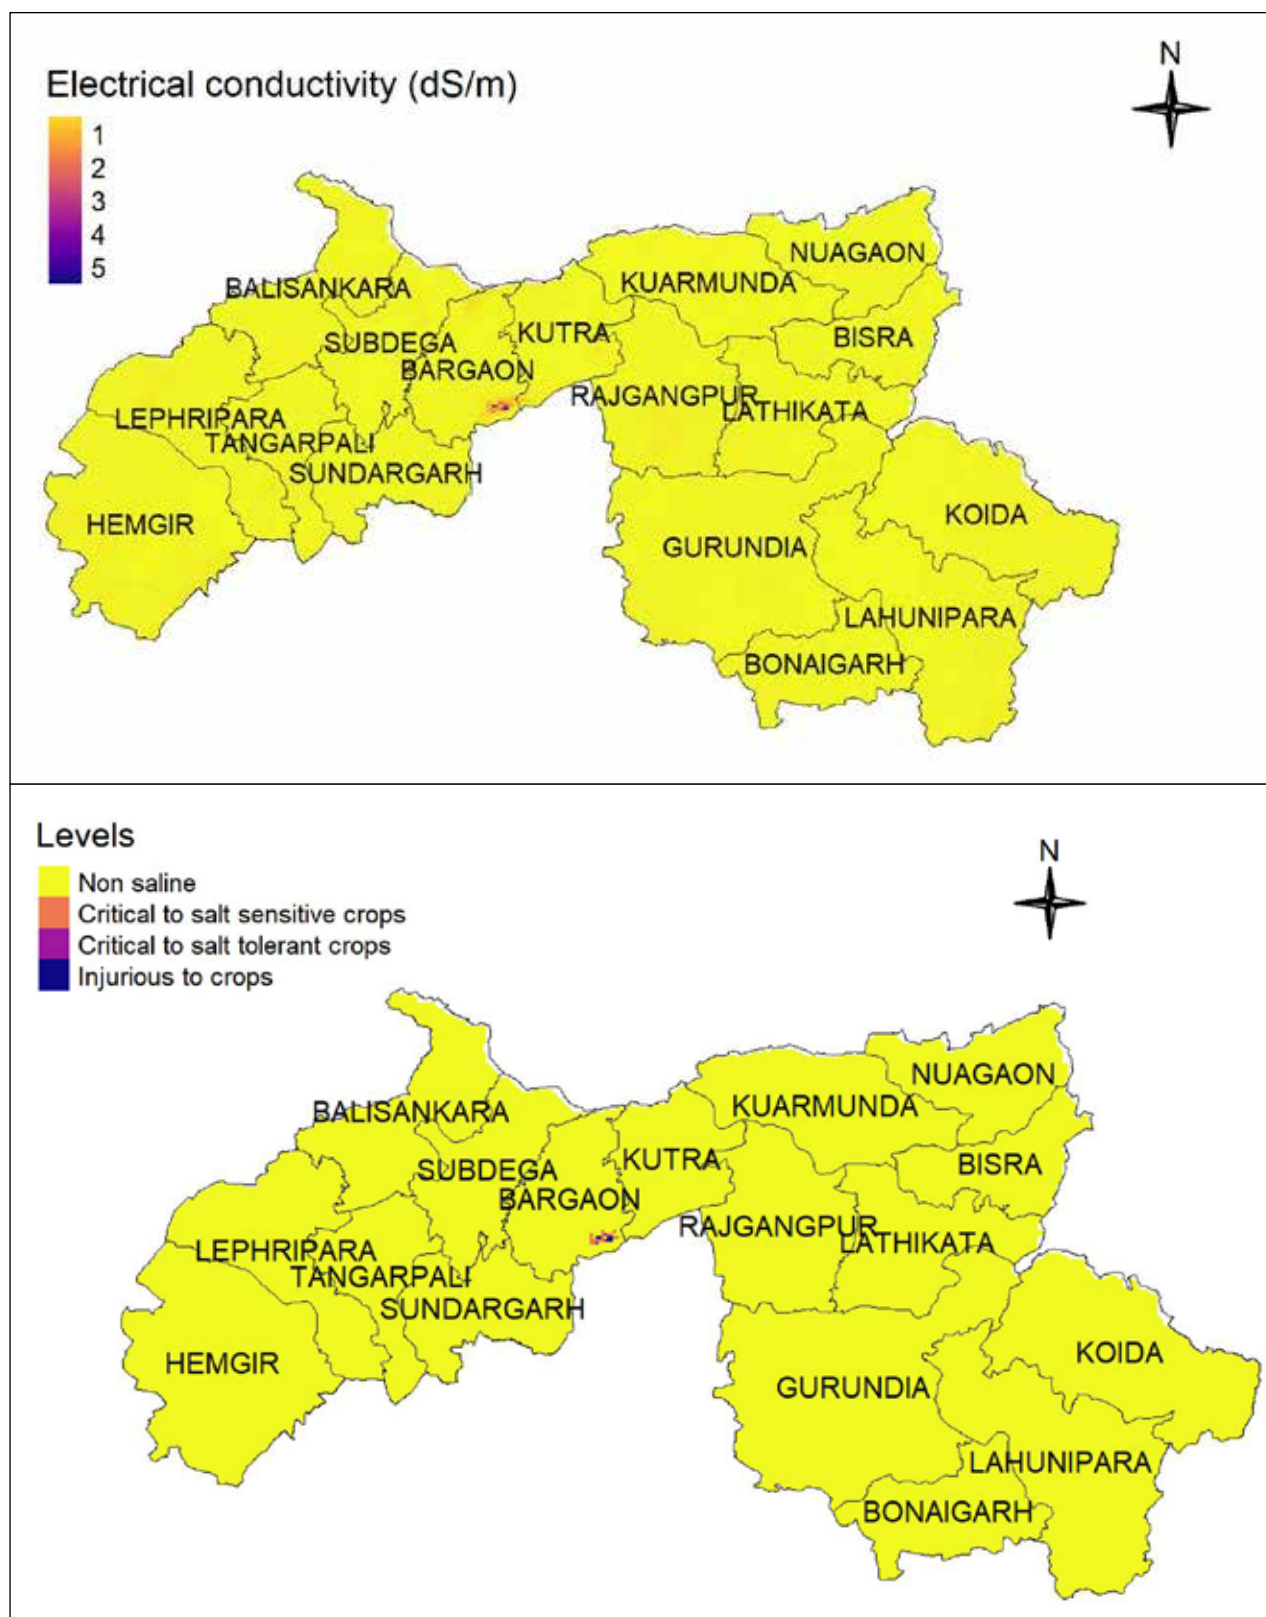 N
Electrical conductivity (dS/m)
1
2
3
4
5
NUAGAON
BALISANKARA
KUARMUNDA
SUBDEGA
KUTRA
BISRA
BARGAON
LEPHRIPARA
RAJGANGPUR
LATHIKATA
TANGARPALI
SUNDARGARH
HEMGIR
KOIDA
GURUNDIA
LAHUNIPARA
BONAIGARH
Levels
N
Non saline
Critical to salt sensitive crops
Critical to salt tolerant crops
Injurious to crops
NUAGAON
BALISANKARA
KUARMUNDA
SUBDEGA
KUTRA
BISRA
BARGAON
RAJGANGPUR
LATHIKATA
LEPHRIPARA
TANGARPALI
SUNDARGARH
HEMGIR
KOIDA
GURUNDIA
LAHUNIPARA
BONAIGARH